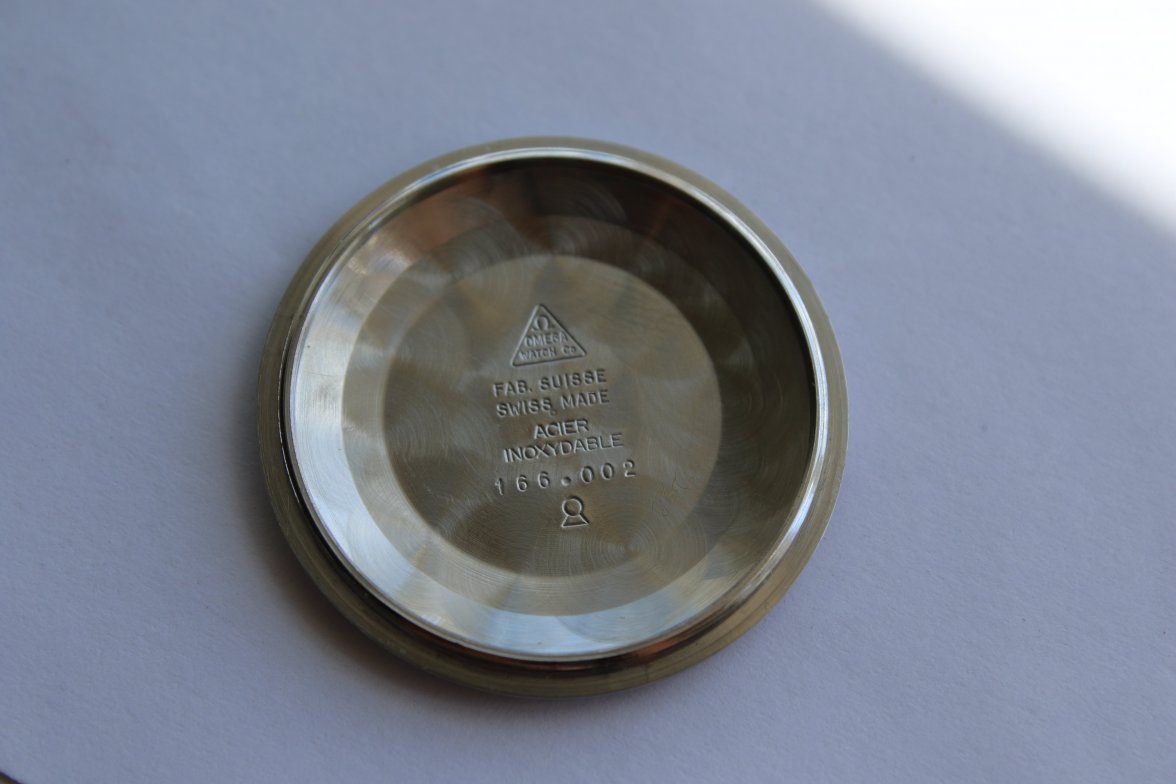 Ω
OMEGA
WATCH Co
FAB. SUISSE
SWISS MADE
ACIER
INOXYDABLE
166.002